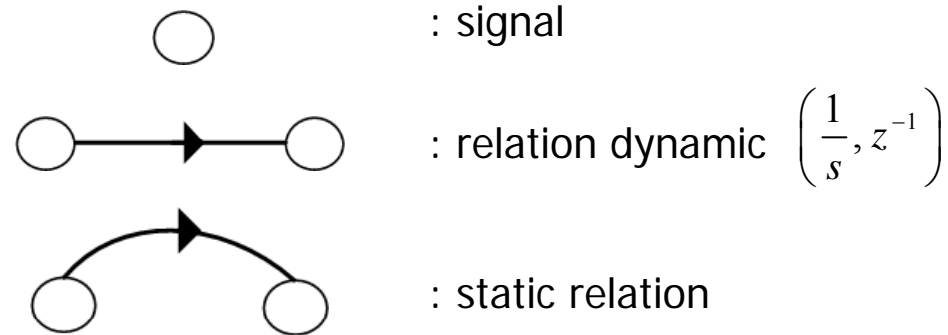 : signal
: relation dynamic (1/s, z⁻¹)
: static relation